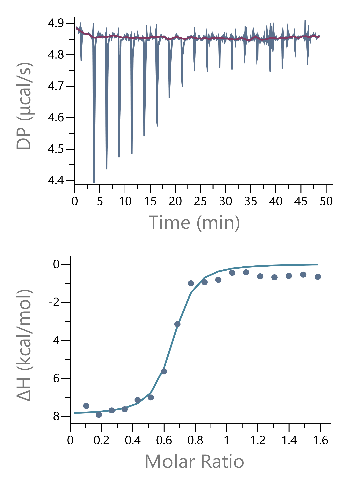 4.9
4.8
4.7
4.6
4.5
4.4
DP (µcal/s)
0 5 10 15 20 25 30 35 40 45 50
Time (min)
0
-2
4
6
8
ΔH (kcal/mol)
0 0.2 0.4 0.6 0.8 1 1.2 1.4 1.6
Molar Ratio